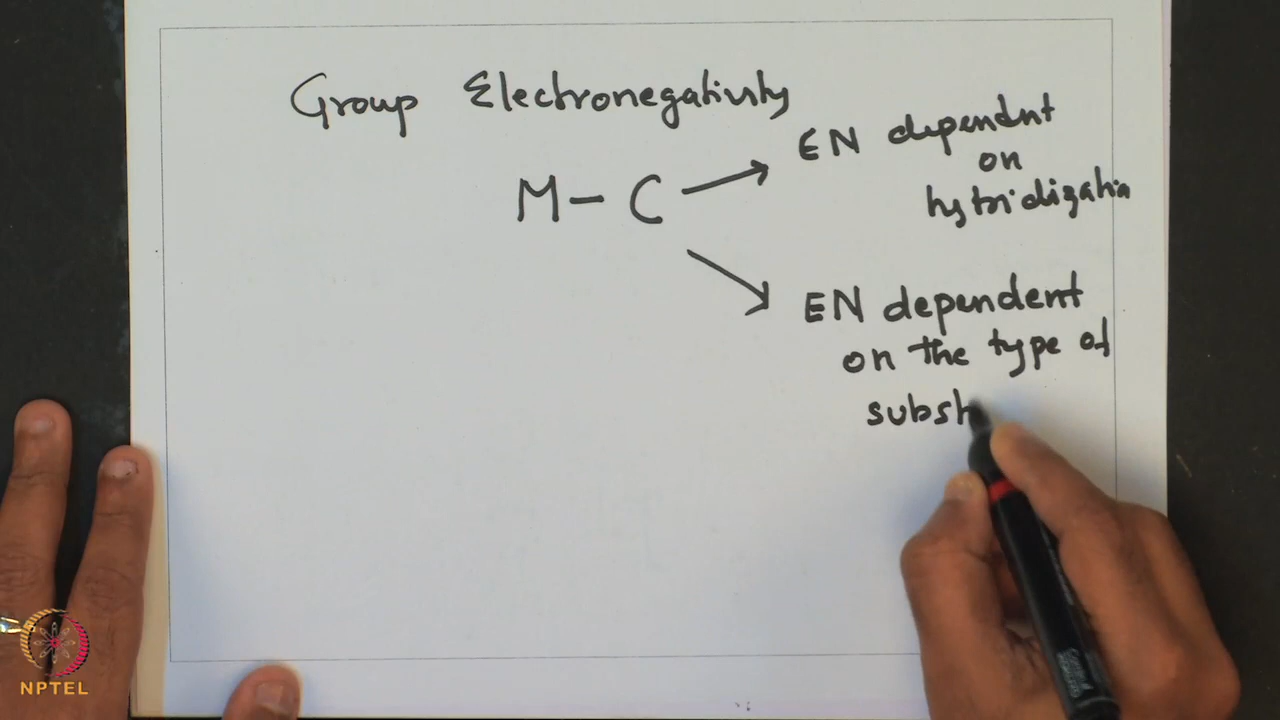 Group Electronegativity
M - C
EN dependent
on
hybridization
EN dependent
on the type of
subst
NPTEL